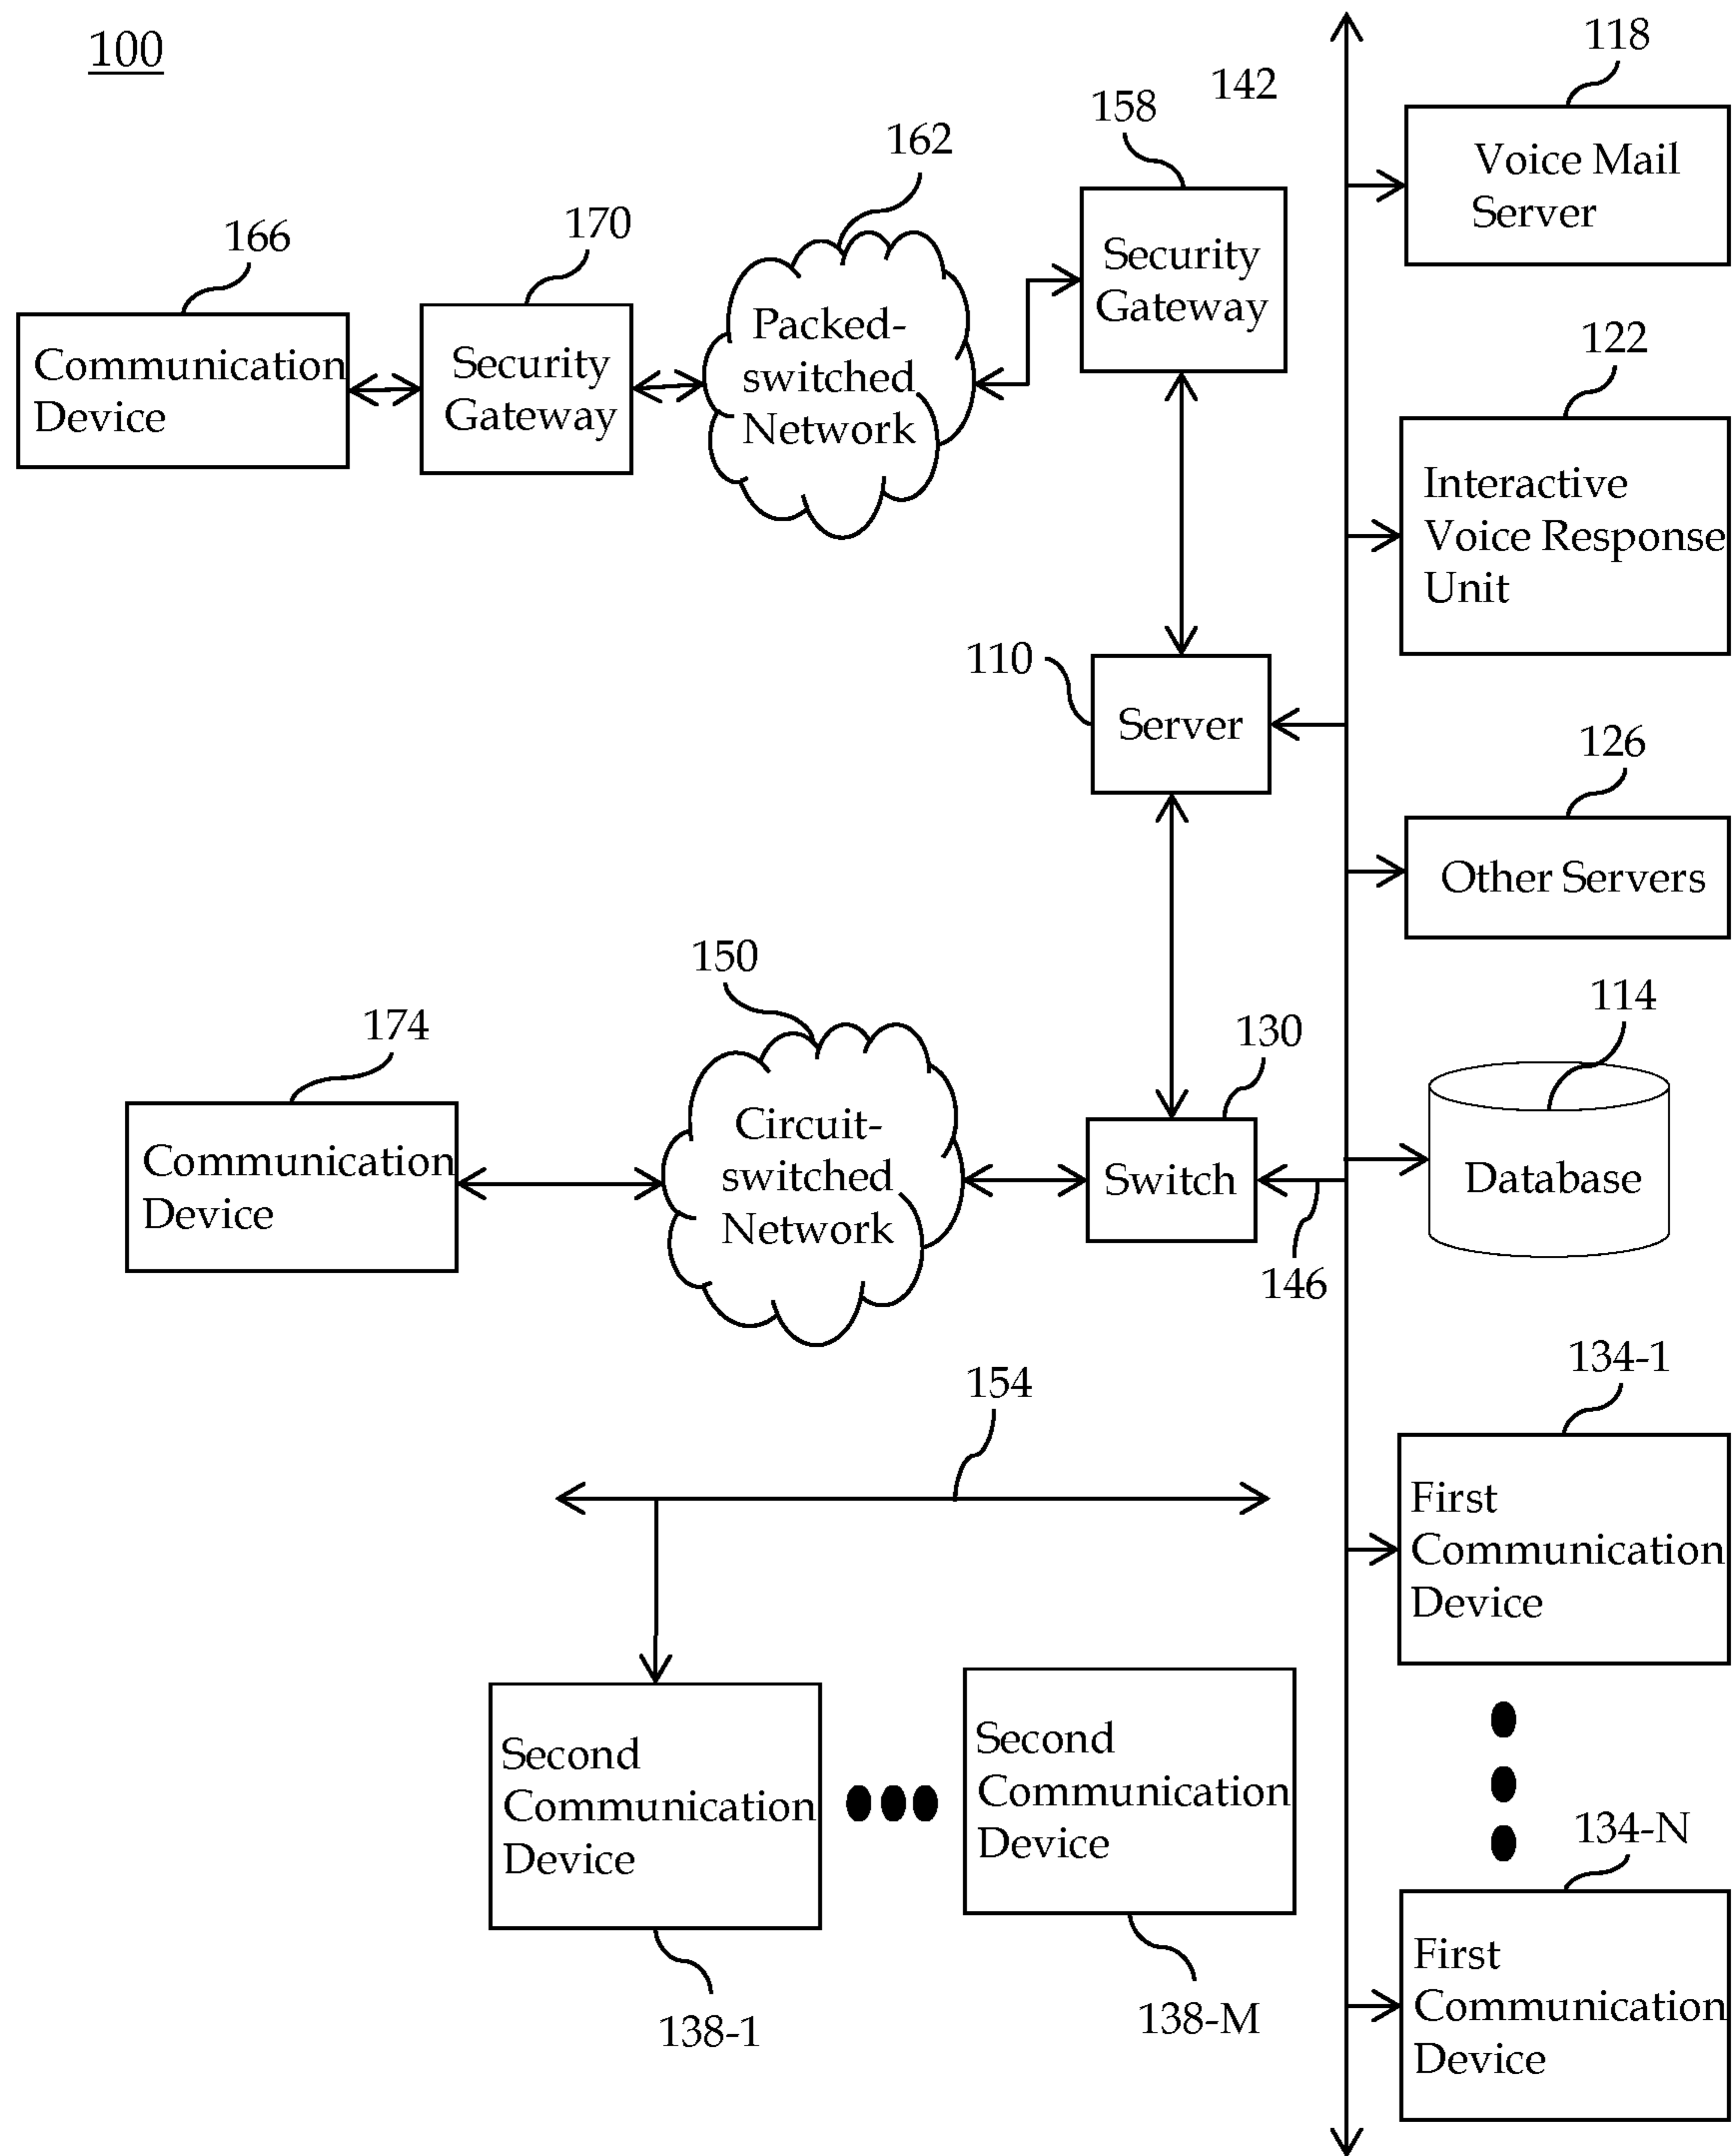 100
118
142
158
162
Voice Mail
Server
170
166
Security
Gateway
Packed-
switched
Network
122
Communication
Device
Security
Gateway
Interactive
Voice Response
Unit
110
Server
126
Other Servers
150
114
174
130
Circuit-
switched
Network
Communication
Device
Switch
Database
146
134-1
154
First
Communication
Device
Second
Communication
Device
Second
Communication
Device
134-N
First
Communication
Device
138-1
138-M